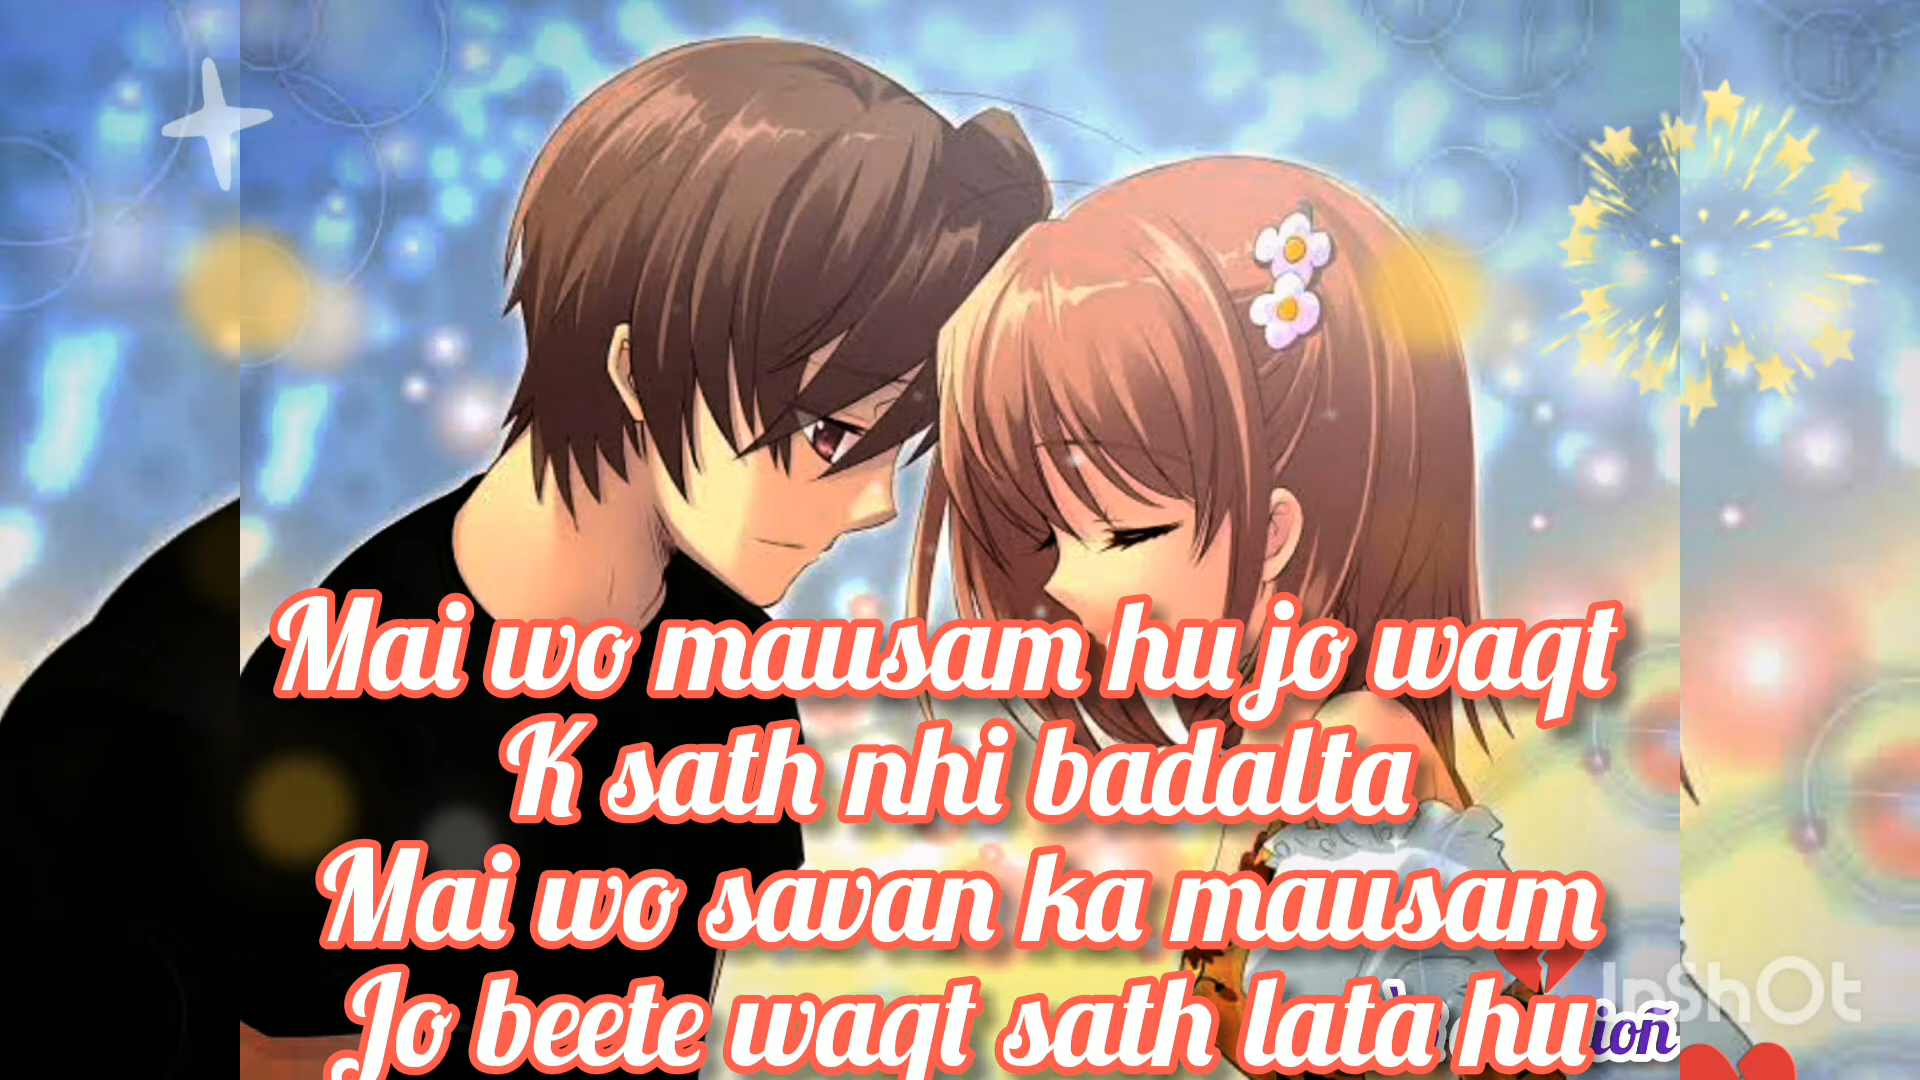 Mai wo mausam hu jo waqt
K sath nhi badalta
Mai wo savan ka mausam
Jo beete waqt sath lata hu
InShOt